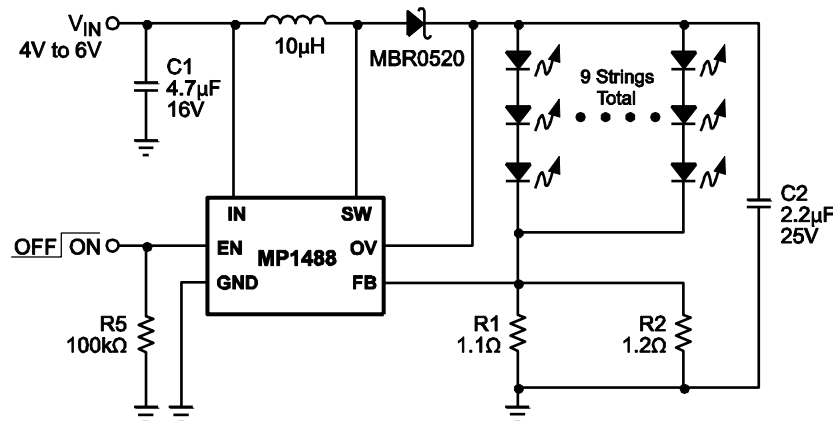 VIN
4V to 6V
10µH
MBR0520
C1
4.7µF
16V
9 Strings
Total
IN
SW
EN
MP1488
OV
GND
FB
OFF ON
R5
100kΩ
R1
1.1Ω
R2
1.2Ω
C2
2.2µF
25V